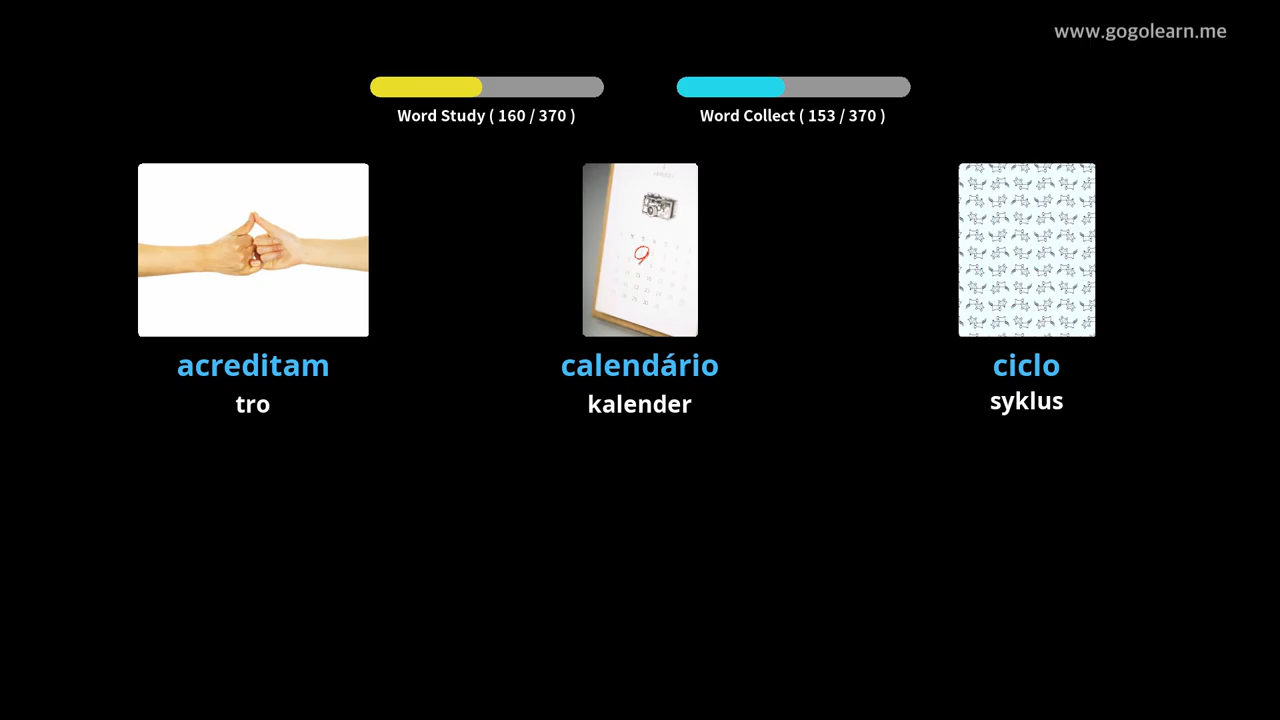 www.gogolearn.me
Word Study ( 160 / 370 )
Word Collect ( 153 / 370 )
acreditam
tro
calendário
kalender
ciclo
syklus